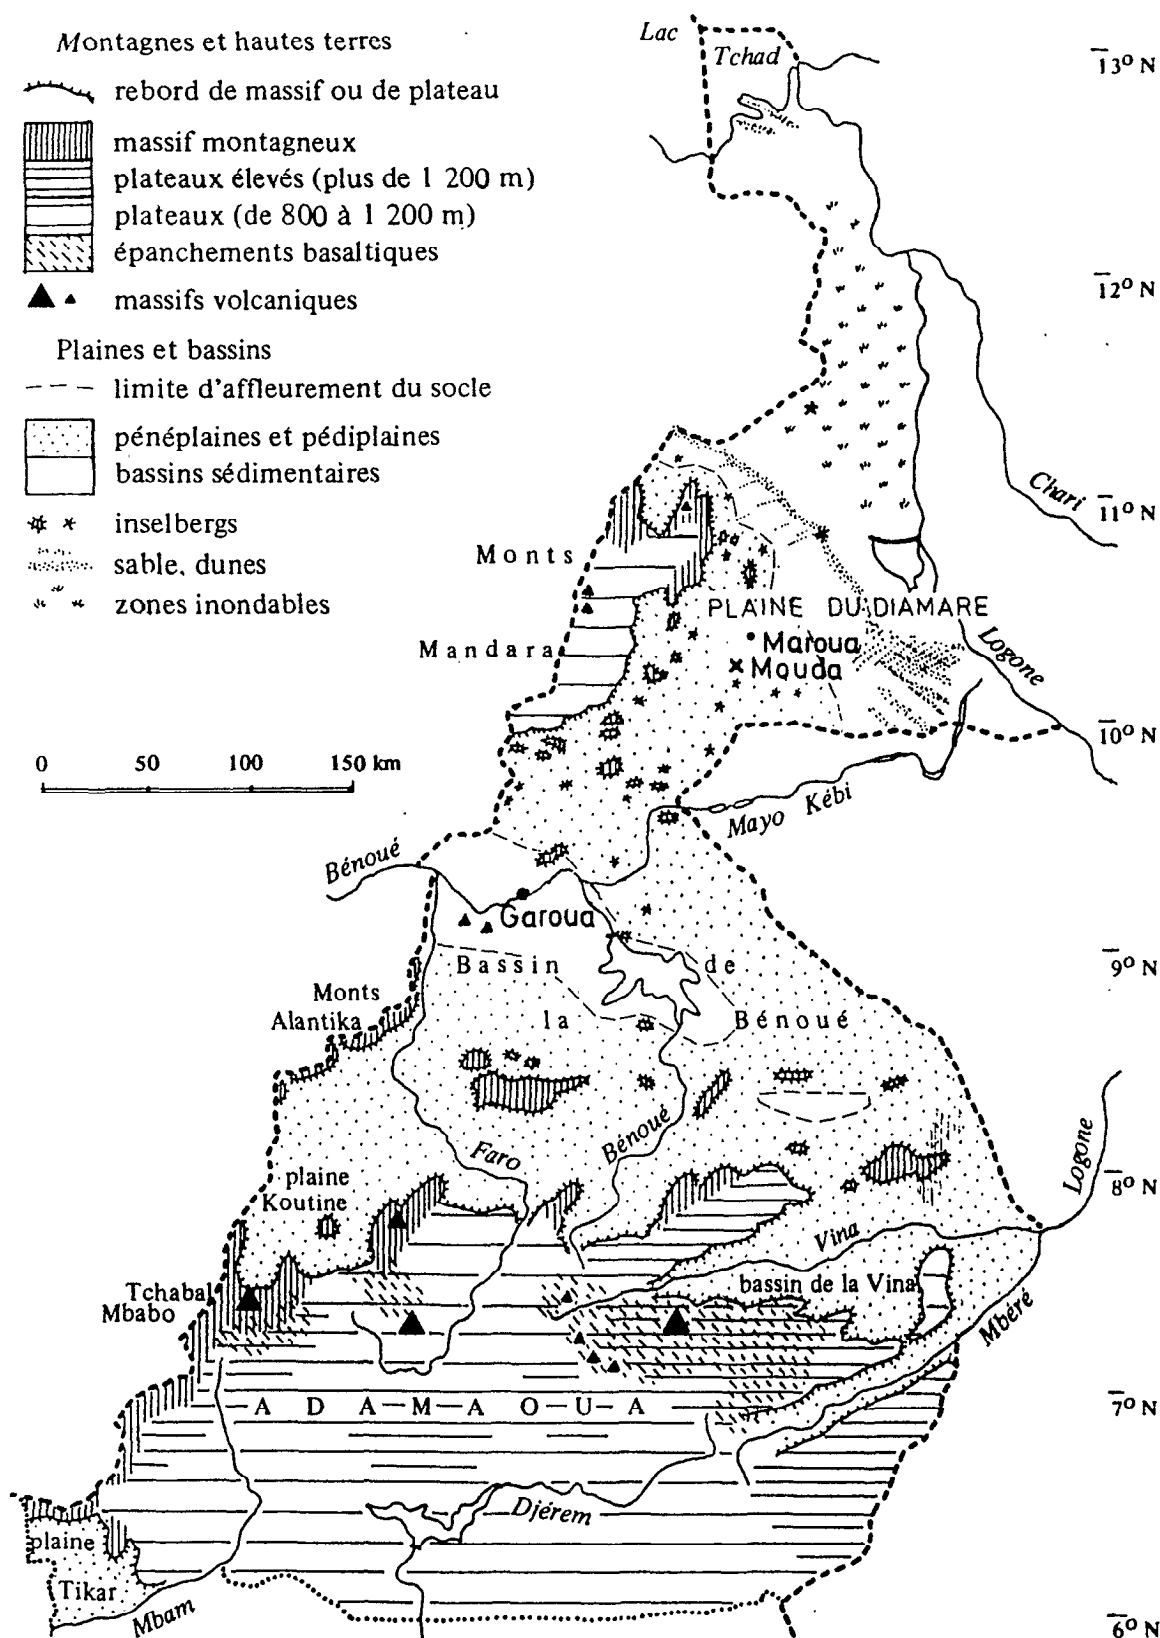 Montagnes et hautes terres
rebord de massif ou de plateau
massif montagneux
plateaux élevés (plus de 1 200 m)
plateaux (de 800 à 1 200 m)
épanchements basaltiques
massifs volcaniques
Plaines et bassins
limite d'affleurement du socle
pénéplaines et pédiplaines
bassins sédimentaires
inselbergs
sable, dunes
zones inondables
Lac
Tchad
13° N
12° N
Chari
11° N
Monts
Mandara
PLAINE DU DIAMARE
Maroua
Mouda
Logone
10° N
0 50 100 150 km
Mayo Kébi
Bénoué
Garoua
Bassin de
la Bénoué
9° N
Monts
Alantika
Faro
Bénoué
Logone
plaine
Koutine
8° N
Vina
bassin de la Vina
Tchabal
Mbabo
Mbéré
ADAMAOUA
7° N
Djérem
plaine
Tikar
Mbam
6° N